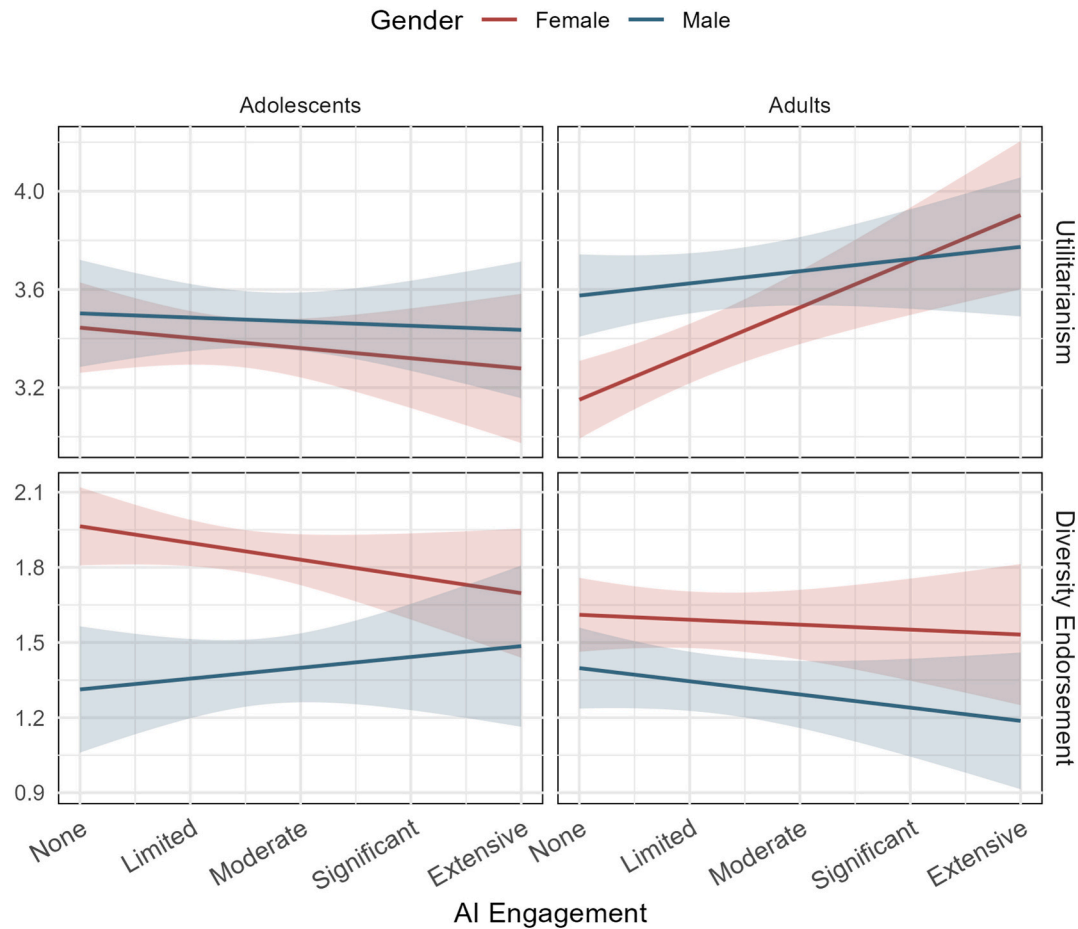 Gender Female Male
Adolescents Adults
4.0
3.6
3.2
Utilitarianism
2.1
1.8
1.5
1.2
0.9
Diversity Endorsement
None Limited Moderate Significant Extensive None Limited Moderate Significant Extensive
AI Engagement